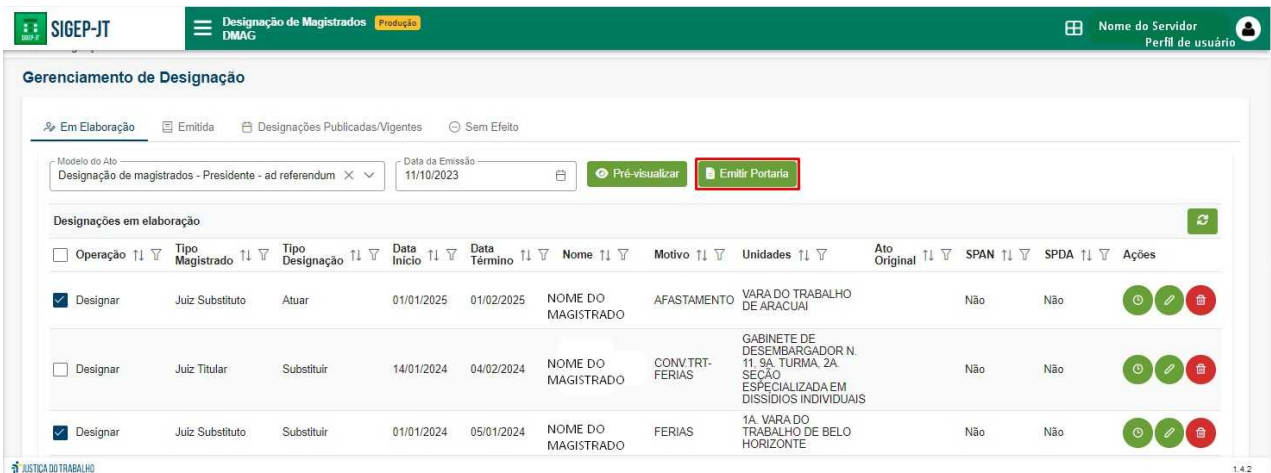 SIGEP-JT
Designação de Magistrados Produção
DMAG
Nome do Servidor
Perfil de usuário
Gerenciamento de Designação
Em Elaboração Emitida Designações Publicadas/Vigentes Sem Efeito
Modelo do Ato Data da Emissão
Designação de magistrados - Presidente - ad referendum 11/10/2023 Pré-visualizar Emitir Portaria
Designações em elaboração
Operação Tipo Magistrado Tipo Designação Data Início Data Término Nome Motivo Unidades Ato Original SPAN SPDA Ações
Designar Juiz Substituto Atuar 01/01/2025 01/02/2025 NOME DO MAGISTRADO AFASTAMENTO VARA DO TRABALHO
DE ARACUAI Não Não
Designar Juiz Titular Substituir 14/01/2024 04/02/2024 NOME DO MAGISTRADO CONV.TRT-FERIAS GABINETE DE
DESEMBARGADOR N.
11, 9A. TURMA, 2A.
SEÇÃO
ESPECIALIZADA EM
DISSÍDIOS INDIVIDUAIS Não Não
Designar Juiz Substituto Substituir 01/01/2024 05/01/2024 NOME DO MAGISTRADO FERIAS 1A. VARA DO
TRABALHO DE BELO
HORIZONTE Não Não
JUSTIÇA DO TRABALHO 1.4.2